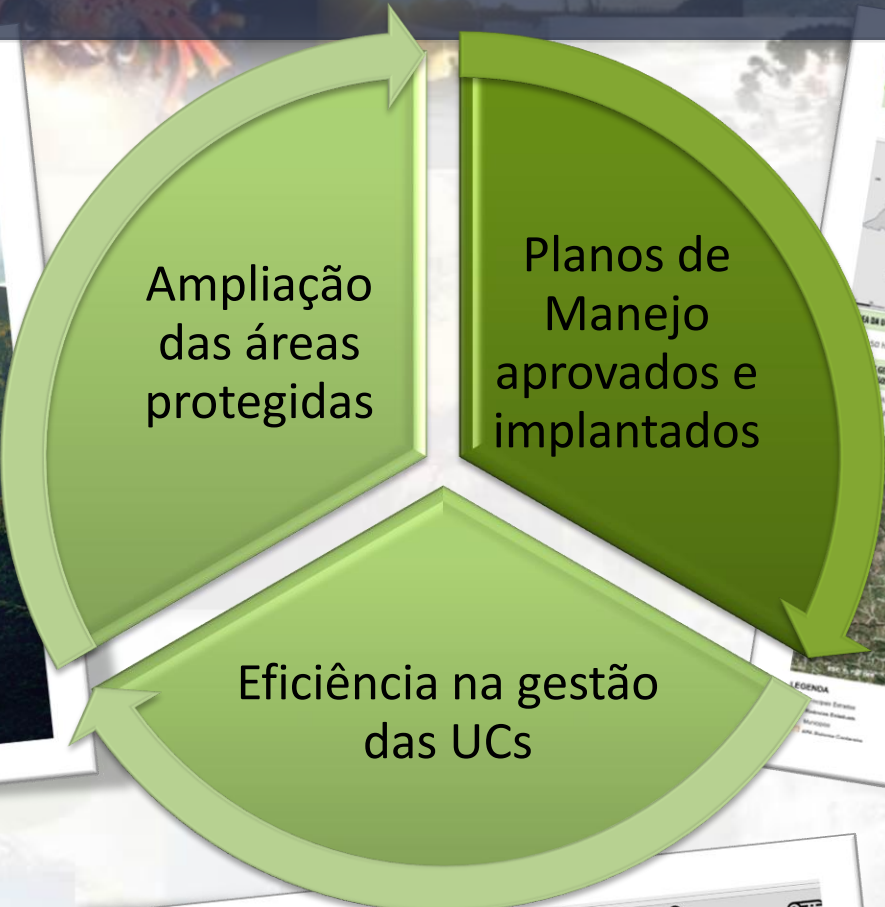 Ampliação
das áreas
protegidas
Planos de
Manejo
aprovados e
implantados
Eficiência na gestão
das UCs
LEGENDA